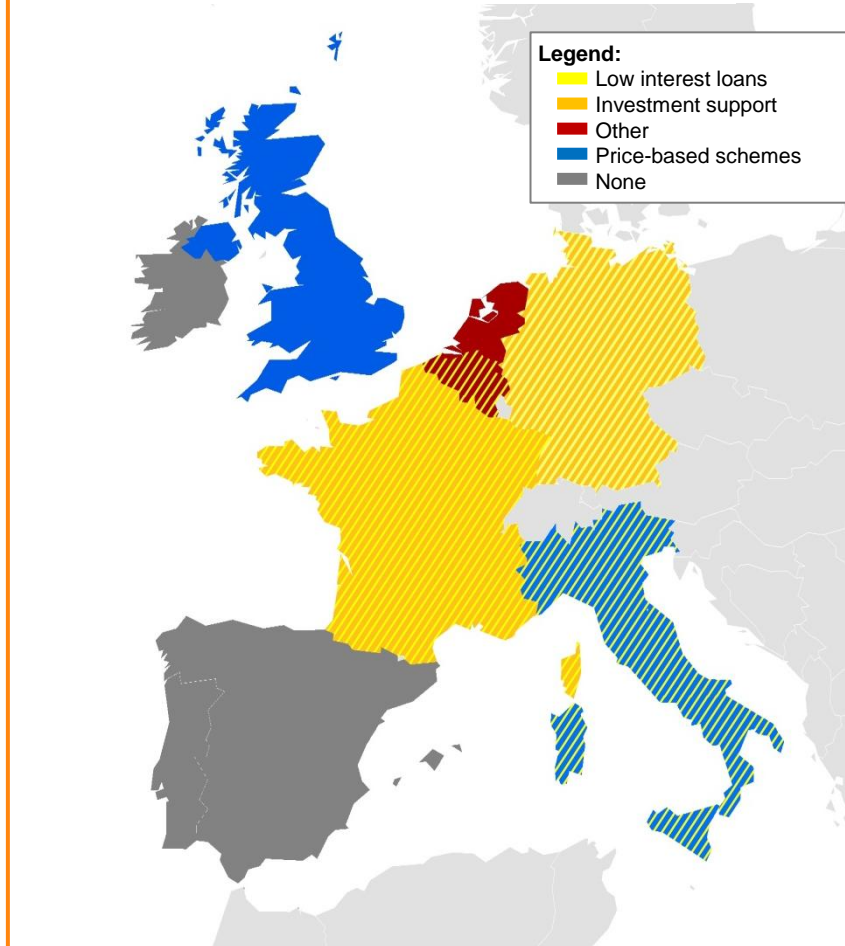 Legend:
Low interest loans
Investment support
Other
Price-based schemes
None